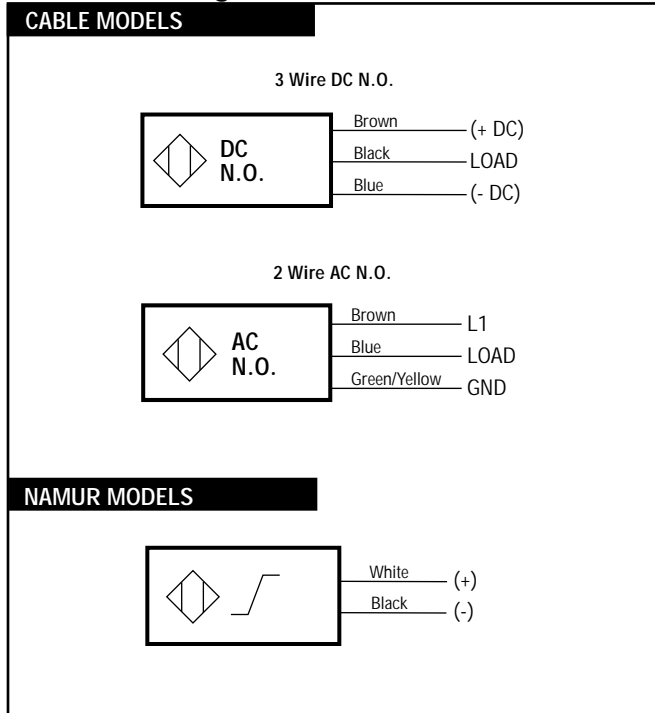 CABLE MODELS
3 Wire DC N.O.
Brown (+ DC)
DC Black LOAD
N.O.
Blue (- DC)
2 Wire AC N.O.
Brown L1
AC Blue LOAD
N.O.
Green/Yellow GND
NAMUR MODELS
White (+)
Black (-)